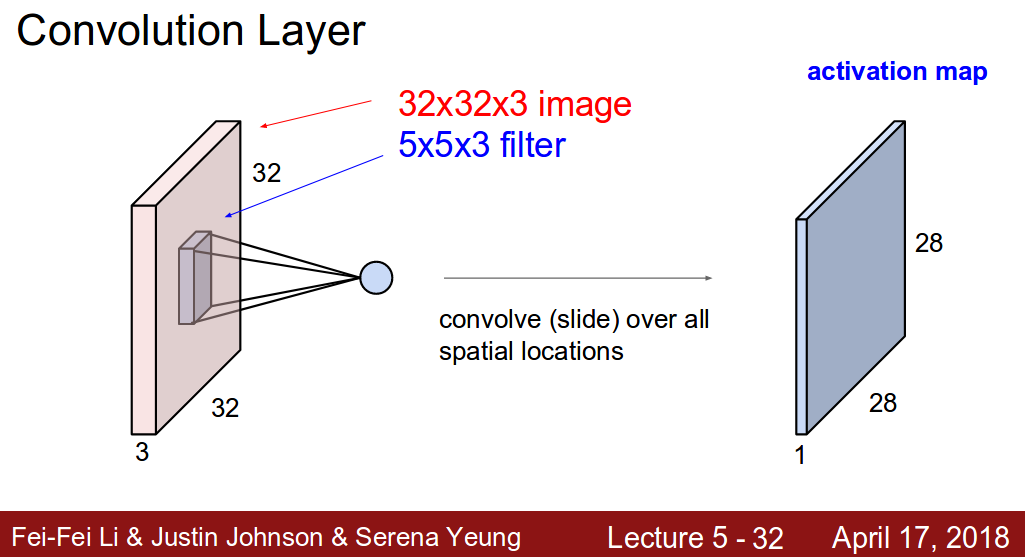 Convolution Layer
activation map
32x32x3 image
5x5x3 filter
32
28
convolve (slide) over all
spatial locations
32
28
3
1
Fei-Fei Li & Justin Johnson & Serena Yeung
Lecture 5 - 32
April 17, 2018